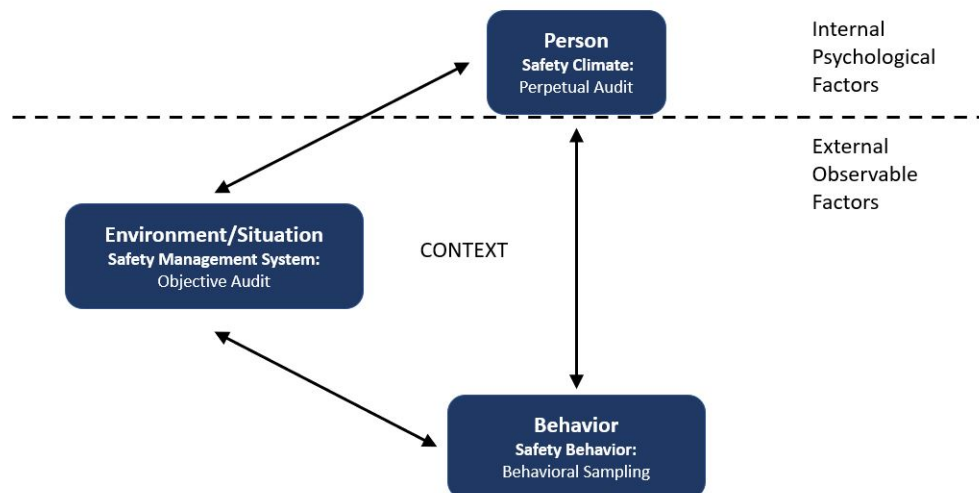 Person
Safety Climate:
Perpetual Audit
Internal
Psychological
Factors
External
Observable
Factors
Environment/Situation
Safety Management System:
Objective Audit
CONTEXT
Behavior
Safety Behavior:
Behavioral Sampling